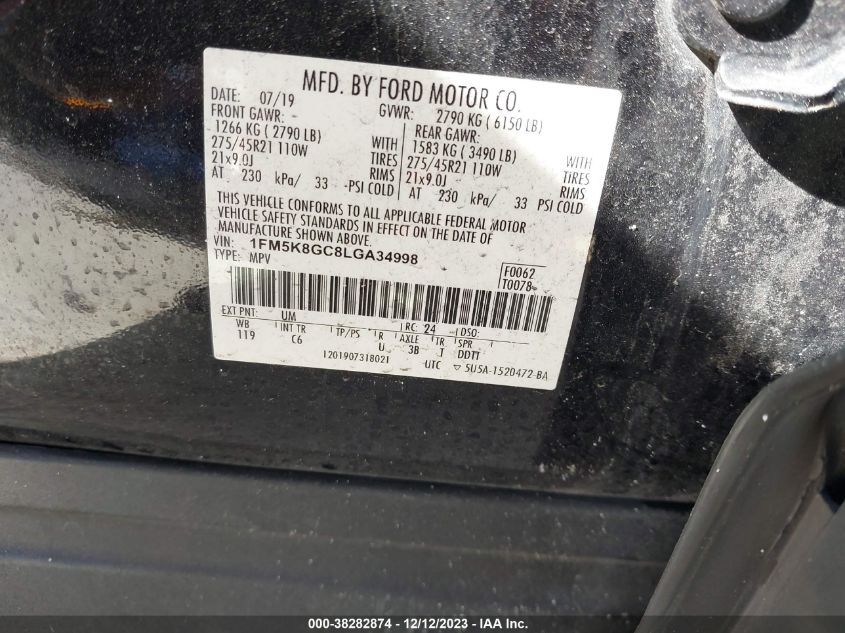 MFD. BY FORD MOTOR CO.
DATE: 07/19 GVWR: 2790 KG ( 6150 LB)
FRONT GAWR: REAR GAWR:
1266 KG ( 2790 LB) WITH 1583 KG ( 3490 LB) WITH
275/45R21 110W TIRES 275/45R21 110W TIRES
21x9.0J RIMS 21x9.0J RIMS
AT 230 kPa/ 33 PSI COLD AT 230 kPa/ 33 PSI COLD
THIS VEHICLE CONFORMS TO ALL APPLICABLE FEDERAL MOTOR
VEHICLE SAFETY STANDARDS IN EFFECT ON THE DATE OF
MANUFACTURE SHOWN ABOVE.
VIN: 1FM5K8GC8LGA34998
TYPE: MPV
F0062
T0078
EXT PNT: UM RC: 24 DSO:
WB INT TR TP/PS R AXLE TR SPR
119 C6 U 3B T DDTT
1201907318021 UTC ▽ 5U5A-1520472-BA
000-38282874 - 12/12/2023 - Copyright © 2023 IAA, Inc.